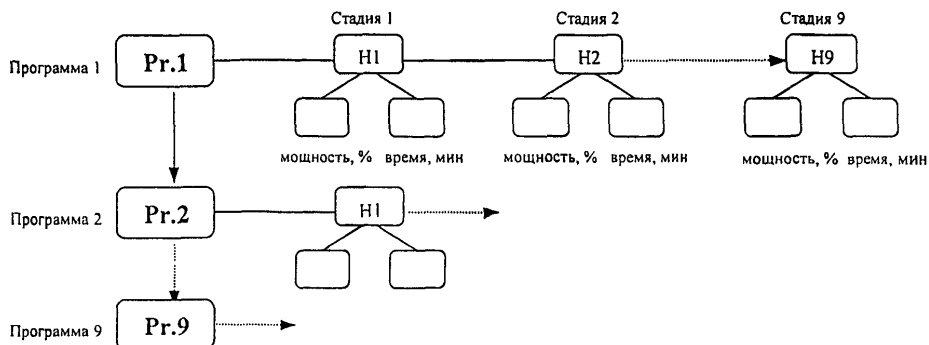 Стадия 1 Стадия 2 Стадия 9
Программа 1 Pr.1 H1 H2 H9
мощность, % время, мин мощность, % время, мин мощность, % время, мин
Программа 2 Pr.2 H1
Программа 9 Pr.9